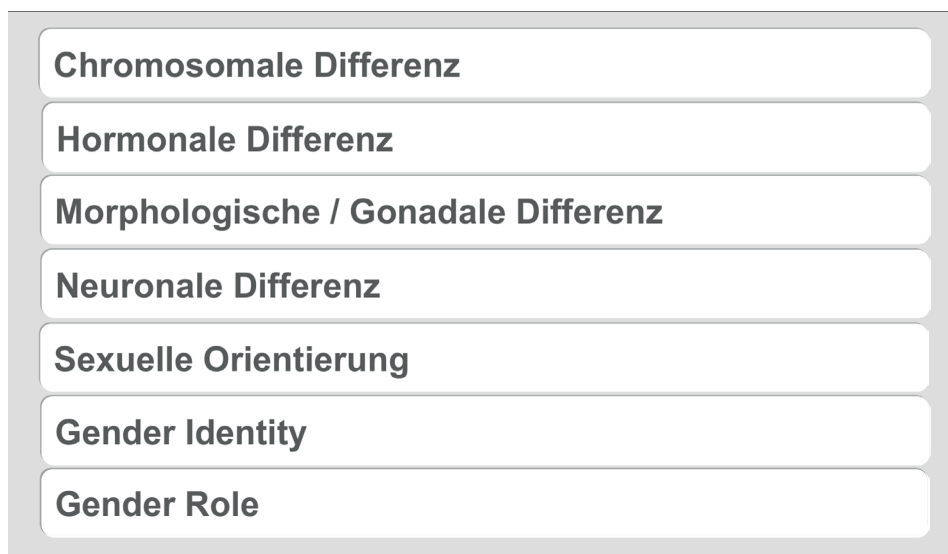 Chromosomale Differenz
Hormonale Differenz
Morphologische / Gonadale Differenz
Neuronale Differenz
Sexuelle Orientierung
Gender Identity
Gender Role